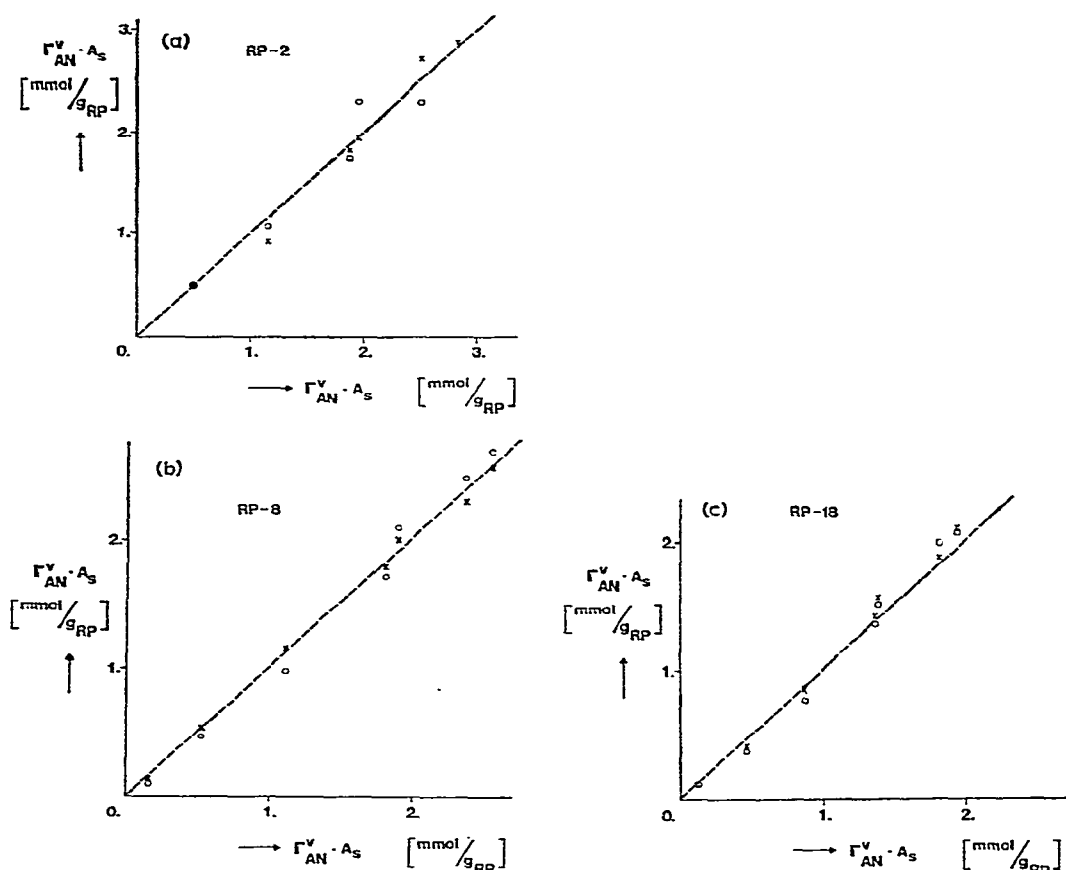 (a) RP-2
Γ^v_AN · A_s
[mmol/g_RP]
3.
2.
1.
0. 1. 2. 3.
→ Γ^v_AN · A_s [mmol/g_RP]
(b)
RP-8
Γ^v_AN · A_s
[mmol/g_RP]
2.
1.
0. 1. 2.
→ Γ^v_AN · A_s [mmol/g_RP]
(c) RP-18
Γ^v_AN · A_s
[mmol/g_RP]
2.
1.
0. 1. 2.
→ Γ^v_AN · A_s [mmol/g_RP]